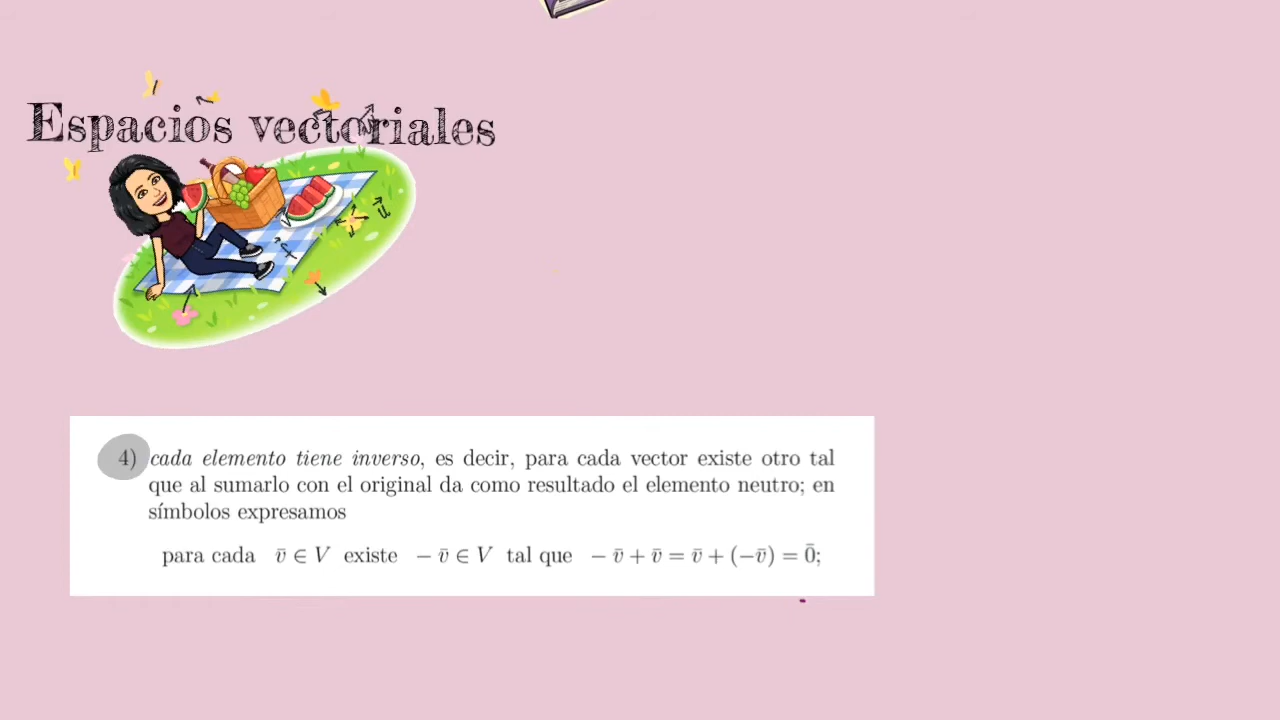 Espacios vectoriales
u⃗
4) cada elemento tiene inverso, es decir, para cada vector existe otro tal
que al sumarlo con el original da como resultado el elemento neutro; en
símbolos expresamos
para cada v̄ ∈ V existe − v̄ ∈ V tal que − v̄ + v̄ = v̄ + (−v̄) = 0̄;